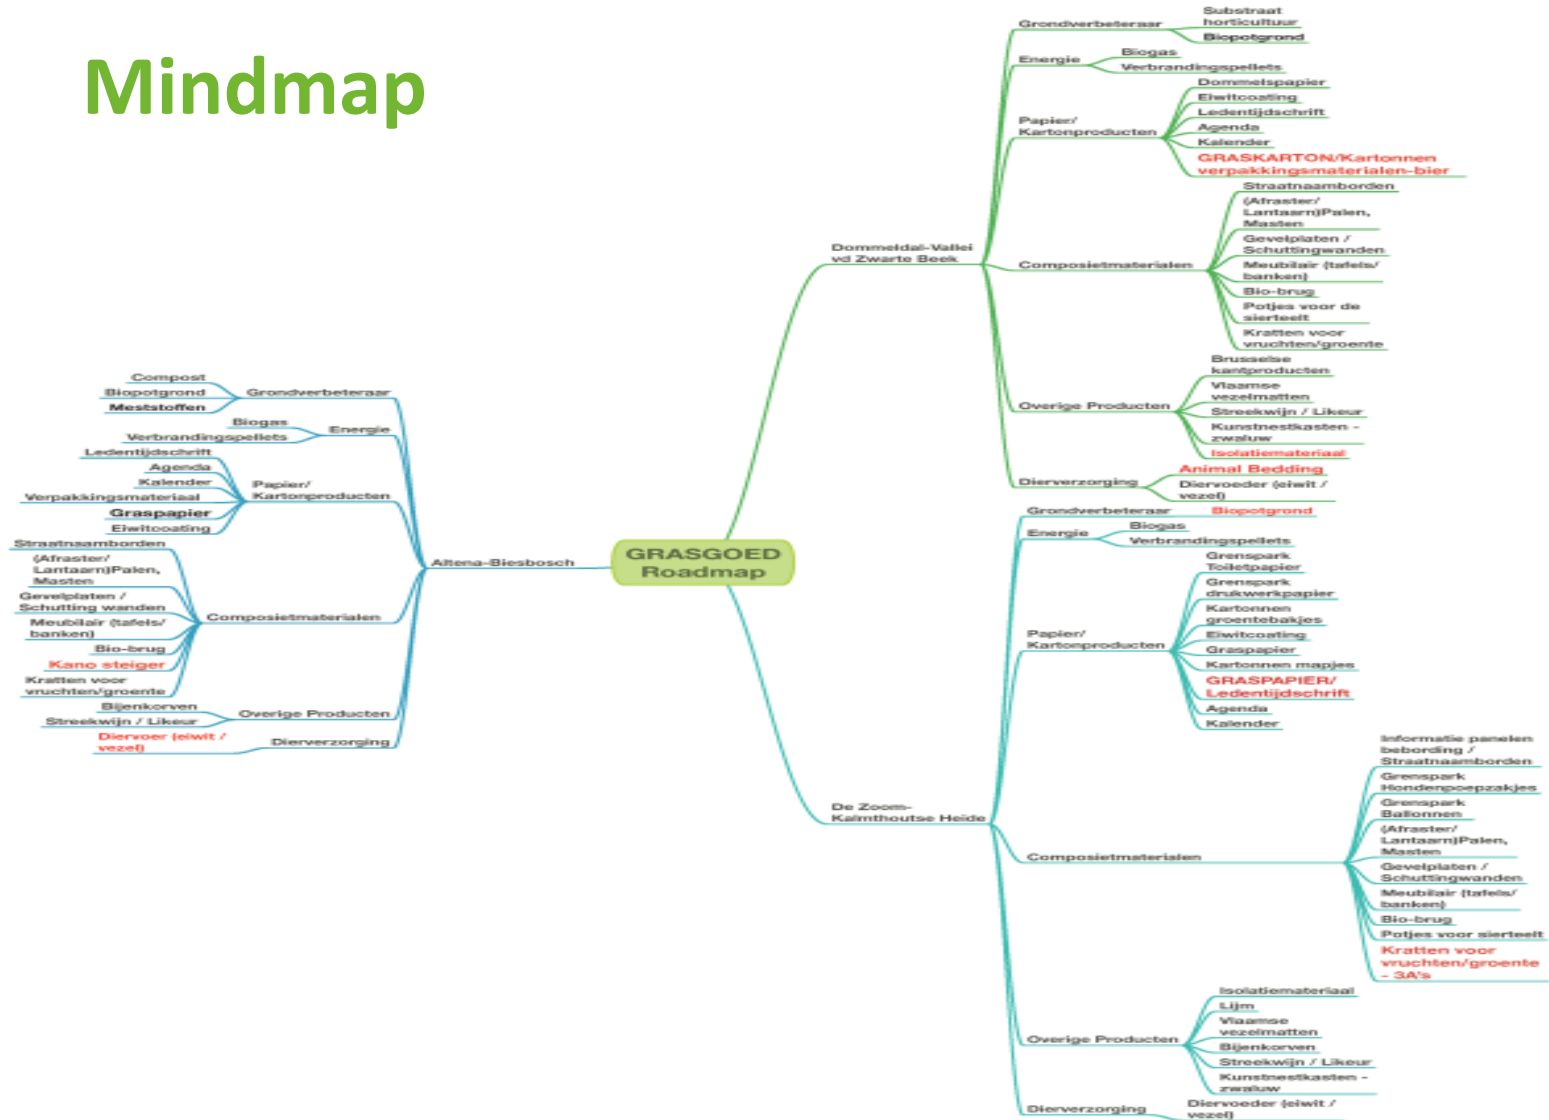 Mindmap
GRASGOED
Roadmap
Dommeldal-Vallei
vd Zwarte Beek
Grondverbeteraar
Substraat
horticultuur
Biopotgrond
Energie
Biogas
Verbrandingspellets
Papier/
Kartonproducten
Dommelspapier
Eiwitcoating
Ledentijdschrift
Agenda
Kalender
GRASKARTON/Kartonnen
verpakkingsmaterialen-bier
Composietmaterialen
Straatnaamborden
(Afraster/
Lantaarn)Palen,
Masten
Gevelplaten /
Schuttingwanden
Meubilair (tafels/
banken)
Bio-brug
Potjes voor de
sierteelt
Kratten voor
vruchten/groente
Overige Producten
Brusselse
kantproducten
Vlaamse
vezelmatten
Streekwijn / Likeur
Kunstnestkasten -
zwaluw
Isolatiemateriaal
Dierverzorging
Animal Bedding
Diervoeder (eiwit /
vezel)
De Zoom-
Kalmthoutse Heide
Grondverbeteraar
Biopotgrond
Energie
Biogas
Verbrandingspellets
Papier/
Kartonproducten
Grenspark
Toiletpapier
Grenspark
drukwerkpapier
Kartonnen
groentebakjes
Eiwitcoating
Graspapier
Kartonnen mapjes
GRASPAPIER/
Ledentijdschrift
Agenda
Kalender
Composietmaterialen
Informatie panelen
bebording /
Straatnaamborden
Grenspark
Hondenpoepzakjes
Grenspark
Ballonnen
(Afraster/
Lantaarn)Palen,
Masten
Gevelplaten /
Schuttingwanden
Meubilair (tafels/
banken)
Bio-brug
Potjes voor sierteelt
Kratten voor
vruchten/groente
- 3A's
Overige Producten
Isolatiemateriaal
Lijm
Vlaamse
vezelmatten
Bijenkorven
Streekwijn / Likeur
Kunstnestkasten -
zwaluw
Dierverzorging
Diervoeder (eiwit /
vezel)
Altena-Biesbosch
Grondverbeteraar
Compost
Biopotgrond
Meststoffen
Energie
Biogas
Verbrandingspellets
Papier/
Kartonproducten
Ledentijdschrift
Agenda
Kalender
Verpakkingsmateriaal
Graspapier
Eiwitcoating
Composietmaterialen
Straatnaamborden
(Afraster/
Lantaarn)Palen,
Masten
Gevelplaten /
Schutting wanden
Meubilair (tafels/
banken)
Bio-brug
Kano steiger
Kratten voor
vruchten/groente
Overige Producten
Bijenkorven
Streekwijn / Likeur
Dierverzorging
Diervoer (eiwit /
vezel)